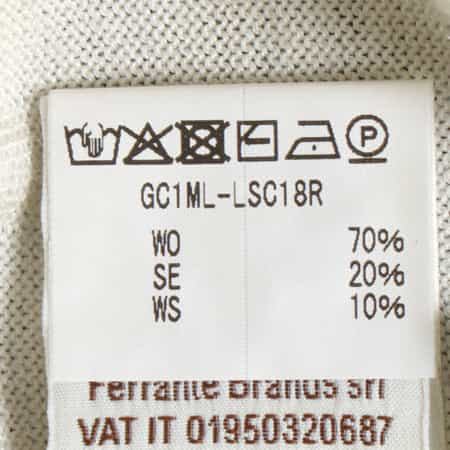 P
GC1ML-LSC18R
WO 70%
SE 20%
WS 10%
Ferrante Brands srl
VAT IT 01950320687